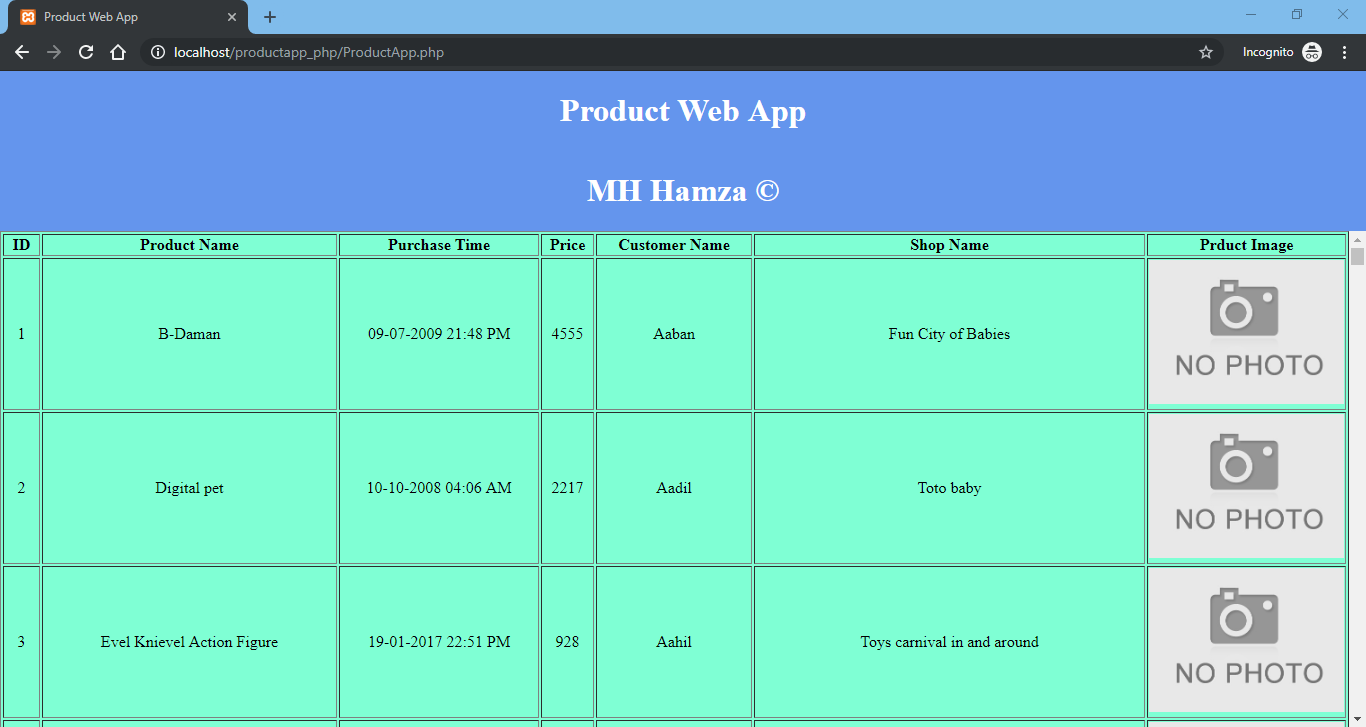 Product Web App
localhost/productapp_php/ProductApp.php
Incognito
Product Web App
MH Hamza ©
ID Product Name Purchase Time Price Customer Name Shop Name Prduct Image
1 B-Daman 09-07-2009 21:48 PM 4555 Aaban Fun City of Babies NO PHOTO
2 Digital pet 10-10-2008 04:06 AM 2217 Aadil Toto baby NO PHOTO
3 Evel Knievel Action Figure 19-01-2017 22:51 PM 928 Aahil Toys carnival in and around NO PHOTO